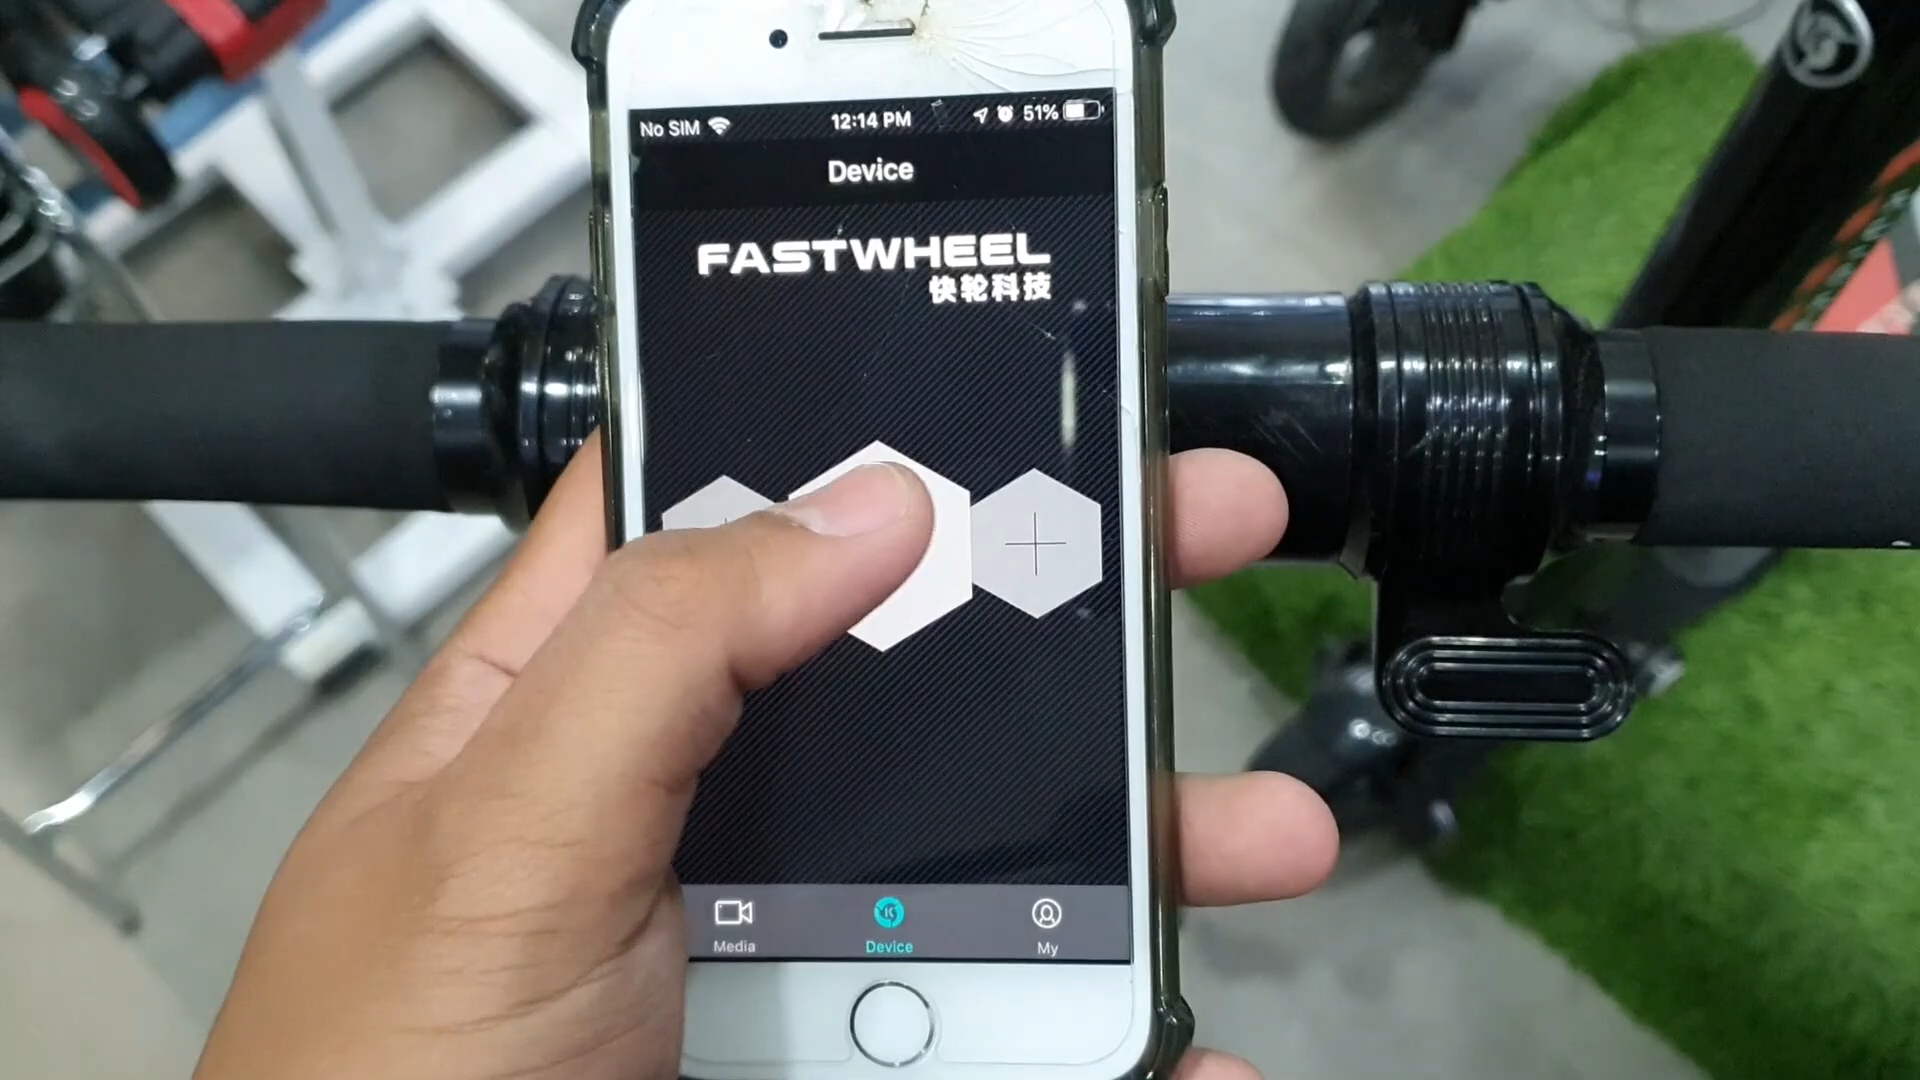 No SIM 12:14 PM 51%
Device
FASTWHEEL
快轮科技
Media Device My